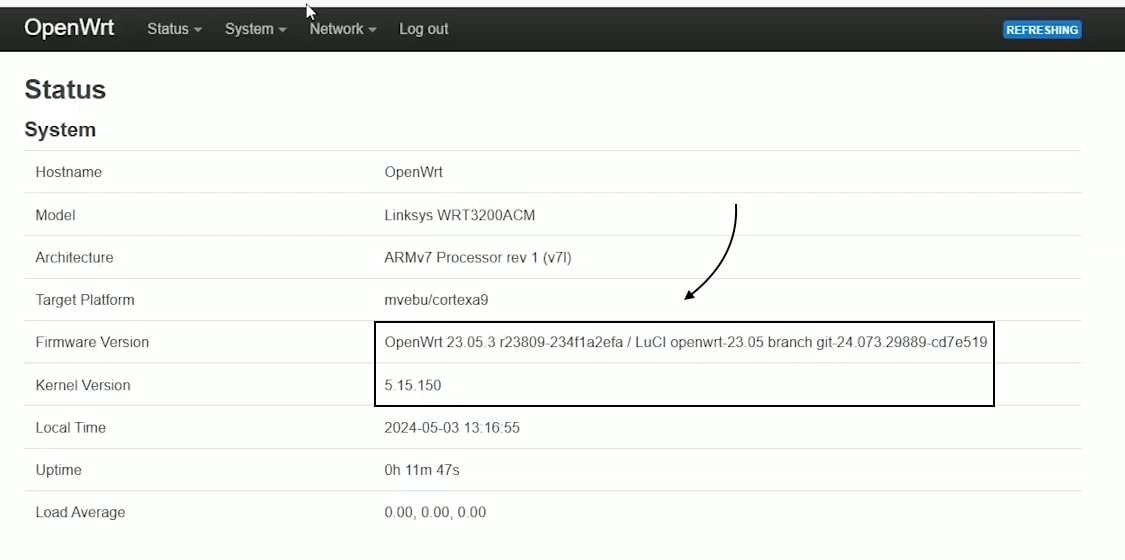 OpenWrt Status System Network Log out REFRESHING
Status
System
Hostname OpenWrt
Model Linksys WRT3200ACM
Architecture ARMv7 Processor rev 1 (v7l)
Target Platform mvebu/cortexa9
Firmware Version OpenWrt 23.05.3 r23809-234f1a2efa / LuCI openwrt-23.05 branch git-24.073.29889-cd7e519
Kernel Version 5.15.150
Local Time 2024-05-03 13:16:55
Uptime 0h 11m 47s
Load Average 0.00, 0.00, 0.00